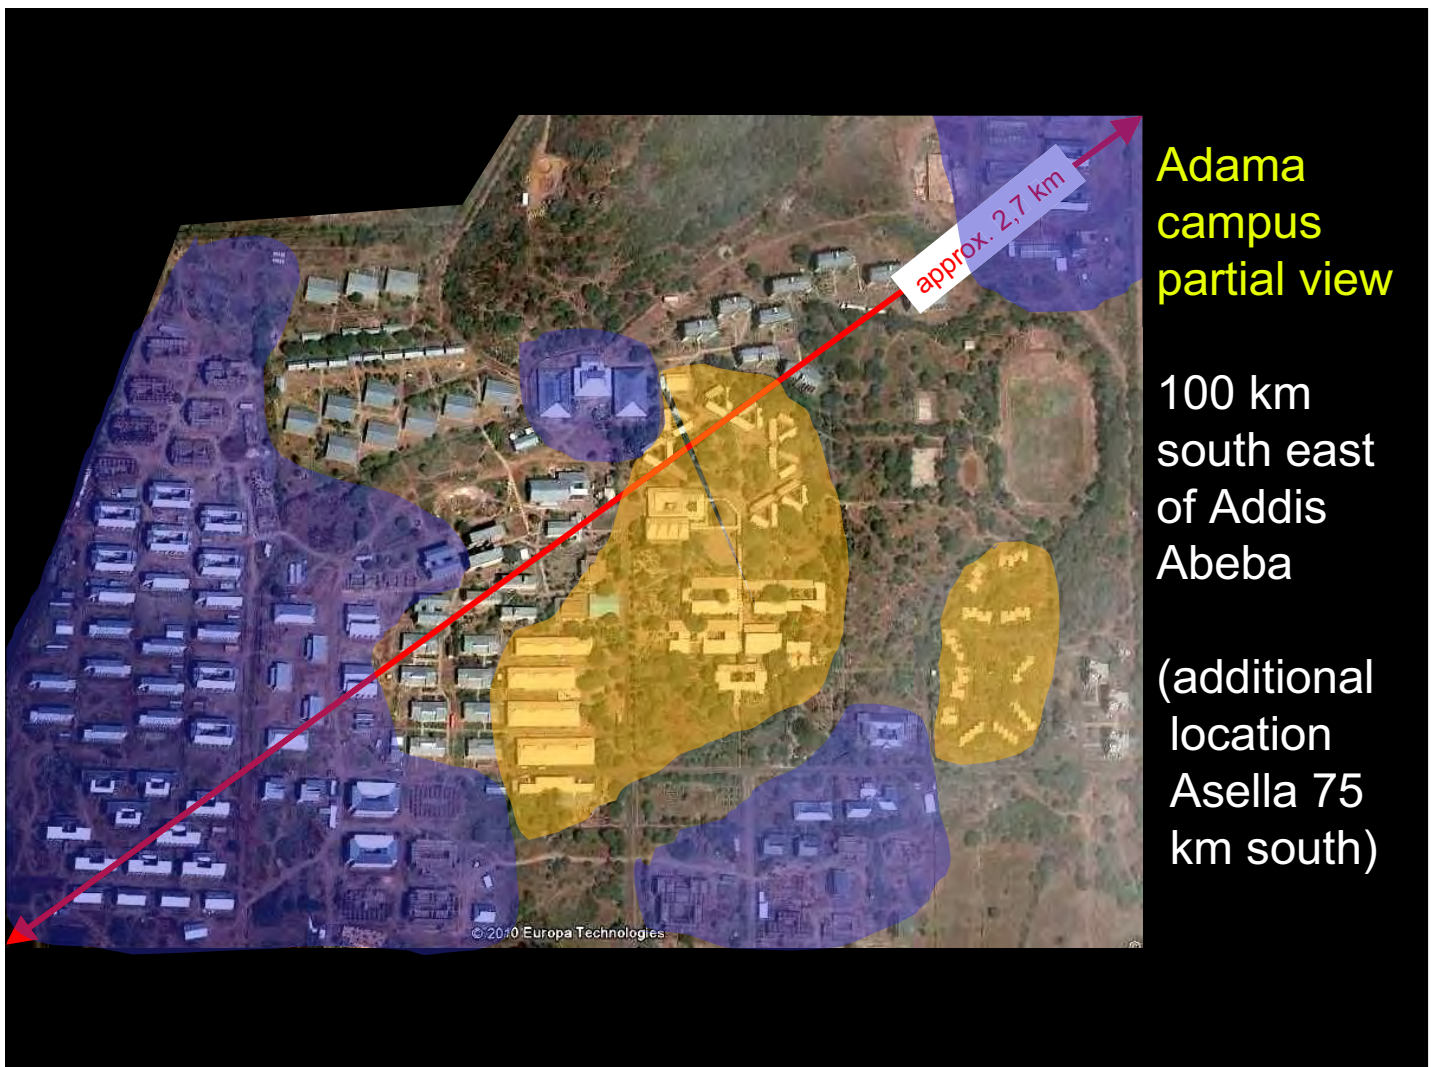 Adama
campus
partial view
100 km
south east
of Addis
Abeba
(additional
location
Asella 75
km south)
approx. 2,7 km
© 2010 Europa Technologies